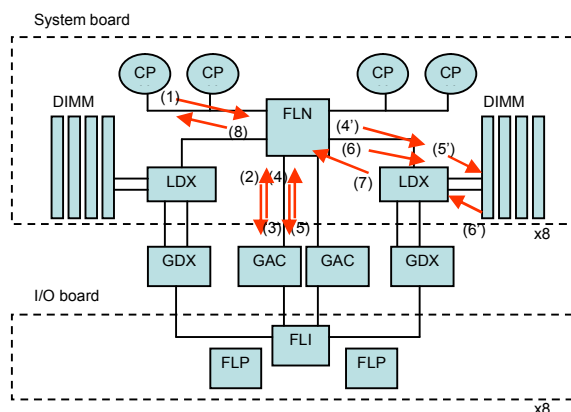 System board
CP CP CP CP
DIMM (1) FLN DIMM
(8) (4') (6) (5')
(2) (4) (7)
LDX LDX
(3) (5) (6')
x8
GDX GAC GAC GDX
I/O board
FLI
FLP FLP
x8